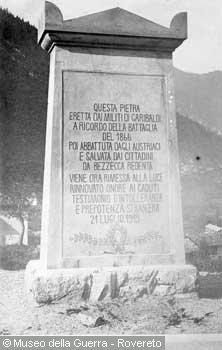 QUESTA PIETRA
ERETTA DAI MILITI DI GARIBALDI
A RICORDO DELLA BATTAGLIA
DEL 1866
POI ABBATTUTA DAGLI AUSTRIACI
E SALVATA DAI CITTADINI
DA BEZZECCA REDENTA
VIENE ORA RIMESSA ALLA LUCE
RINNOVATO ONORE AI CADUTI
TESTIMONIO D'INTOLLERANZA
E PREPOTENZA STRANIERA
21 LUGLIO 1919
© Museo della Guerra - Rovereto